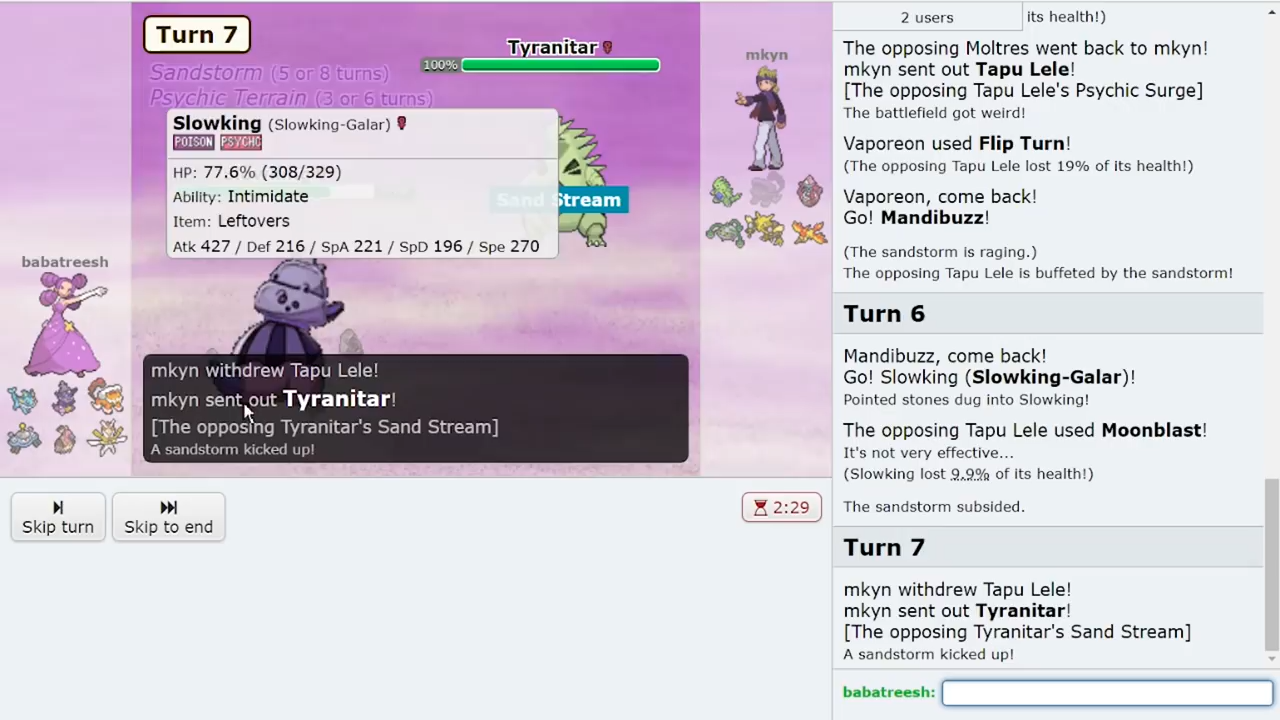 Turn 7
Sandstorm (5 or 8 turns)
Psychic Terrain (3 or 6 turns)
Tyranitar
100%
Slowking (Slowking-Galar)
POISON PSYCHC
HP: 77.6% (308/329)
Ability: Intimidate
Item: Leftovers
Atk 427 / Def 216 / SpA 221 / SpD 196 / Spe 270
Sand Stream
mkyn
babatreesh
mkyn withdrew Tapu Lele!
mkyn sent out Tyranitar!
[The opposing Tyranitar's Sand Stream]
A sandstorm kicked up!
Skip turn
Skip to end
2:29
2 users
its health!)
The opposing Moltres went back to mkyn!
mkyn sent out Tapu Lele!
[The opposing Tapu Lele's Psychic Surge]
The battlefield got weird!
Vaporeon used Flip Turn!
(The opposing Tapu Lele lost 19% of its health!)
Vaporeon, come back!
Go! Mandibuzz!
(The sandstorm is raging.)
The opposing Tapu Lele is buffeted by the sandstorm!
Turn 6
Mandibuzz, come back!
Go! Slowking (Slowking-Galar)!
Pointed stones dug into Slowking!
The opposing Tapu Lele used Moonblast!
It's not very effective...
(Slowking lost 9.9% of its health!)
The sandstorm subsided.
Turn 7
mkyn withdrew Tapu Lele!
mkyn sent out Tyranitar!
[The opposing Tyranitar's Sand Stream]
A sandstorm kicked up!
babatreesh: